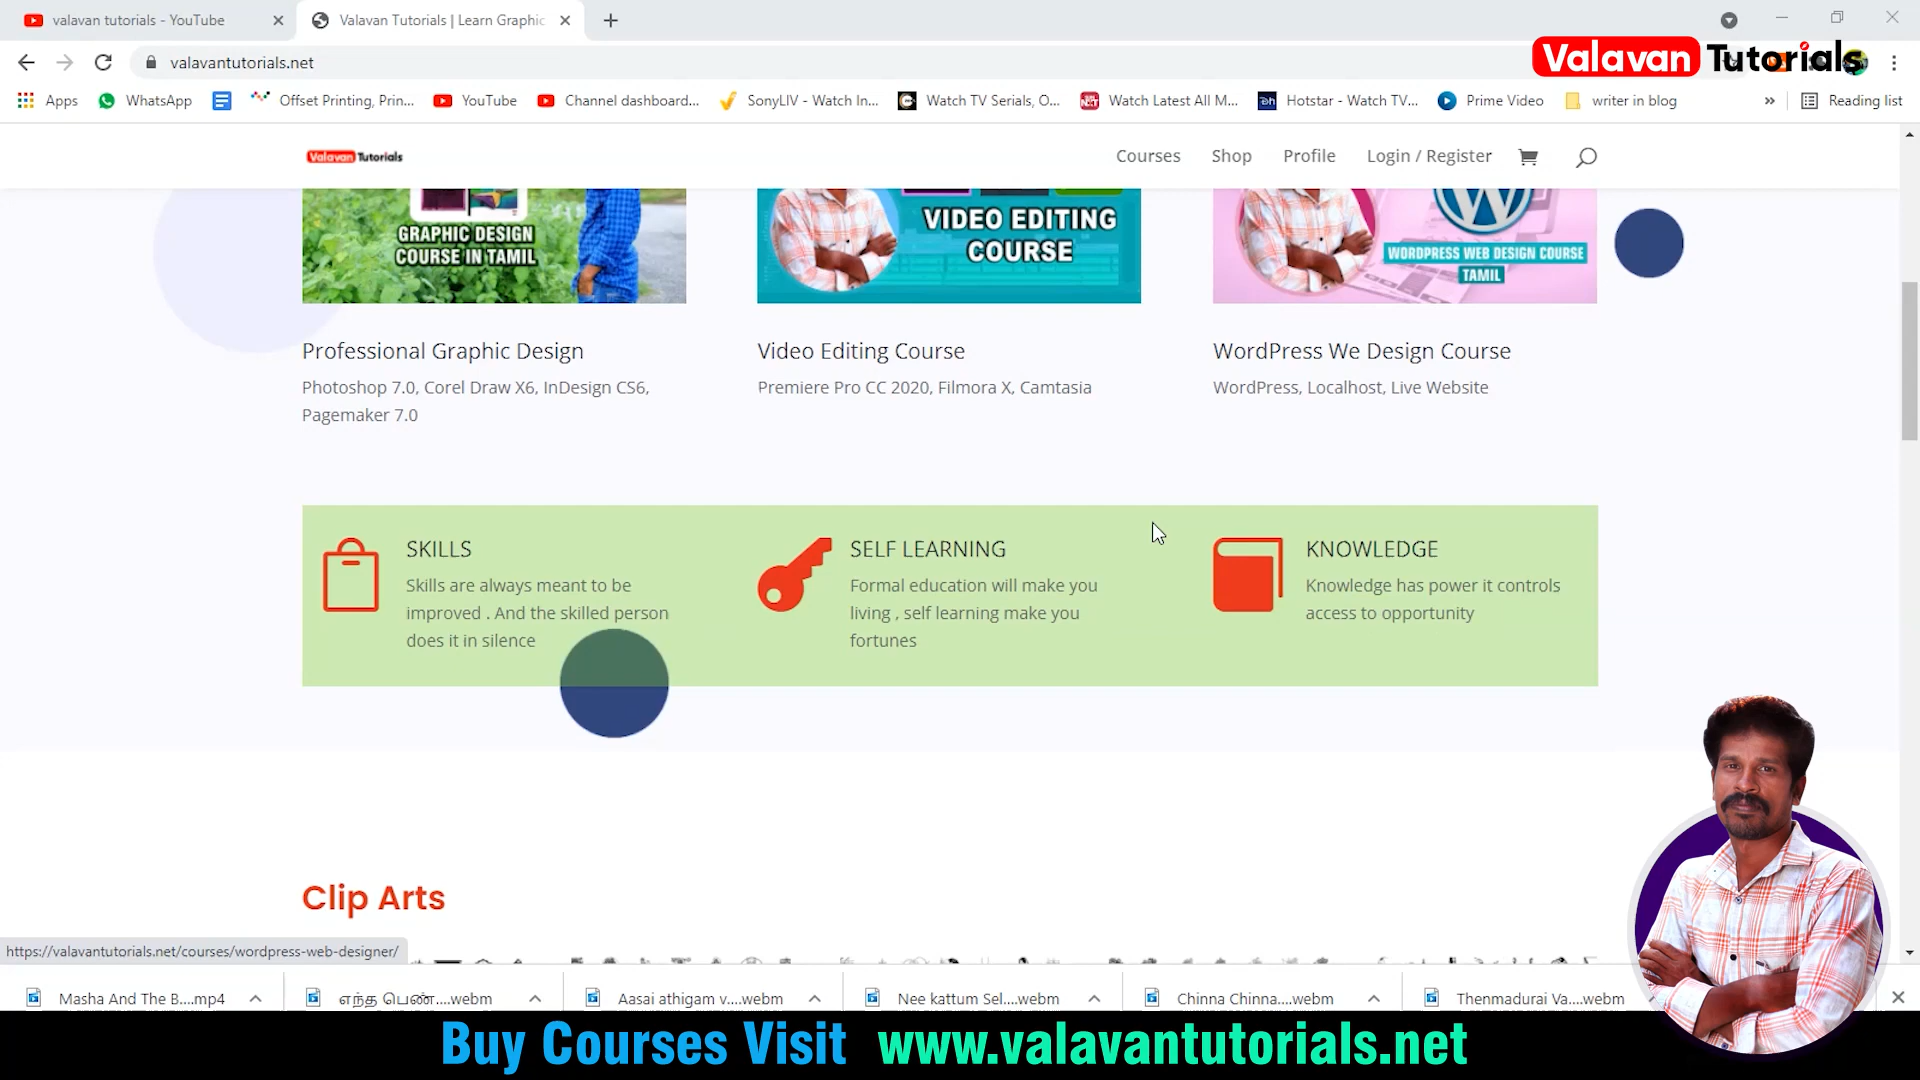 valavan tutorials - YouTube
Valavan Tutorials | Learn Graphic
valavantutorials.net
Valavan Tutorials
Apps
WhatsApp
Offset Printing, Prin...
YouTube
Channel dashboard...
SonyLIV - Watch In...
Watch TV Serials, O...
Watch Latest All M...
Hotstar - Watch TV...
Prime Video
writer in blog
Reading list
Valavan Tutorials
Courses
Shop
Profile
Login / Register
GRAPHIC DESIGN
COURSE IN TAMIL
VIDEO EDITING
COURSE
WORDPRESS WEB DESIGN COURSE
TAMIL
Professional Graphic Design
Photoshop 7.0, Corel Draw X6, InDesign CS6,
Pagemaker 7.0
Video Editing Course
Premiere Pro CC 2020, Filmora X, Camtasia
WordPress We Design Course
WordPress, Localhost, Live Website
SKILLS
Skills are always meant to be
improved . And the skilled person
does it in silence
SELF LEARNING
Formal education will make you
living , self learning make you
fortunes
KNOWLEDGE
Knowledge has power it controls
access to opportunity
Clip Arts
https://valavantutorials.net/courses/wordpress-web-designer/
Masha And The B....mp4
எந்த பெண்....webm
Aasai athigam v....webm
Nee kattum Sel....webm
Chinna Chinna....webm
Thenmadurai Va....webm
Buy Courses Visit www.valavantutorials.net